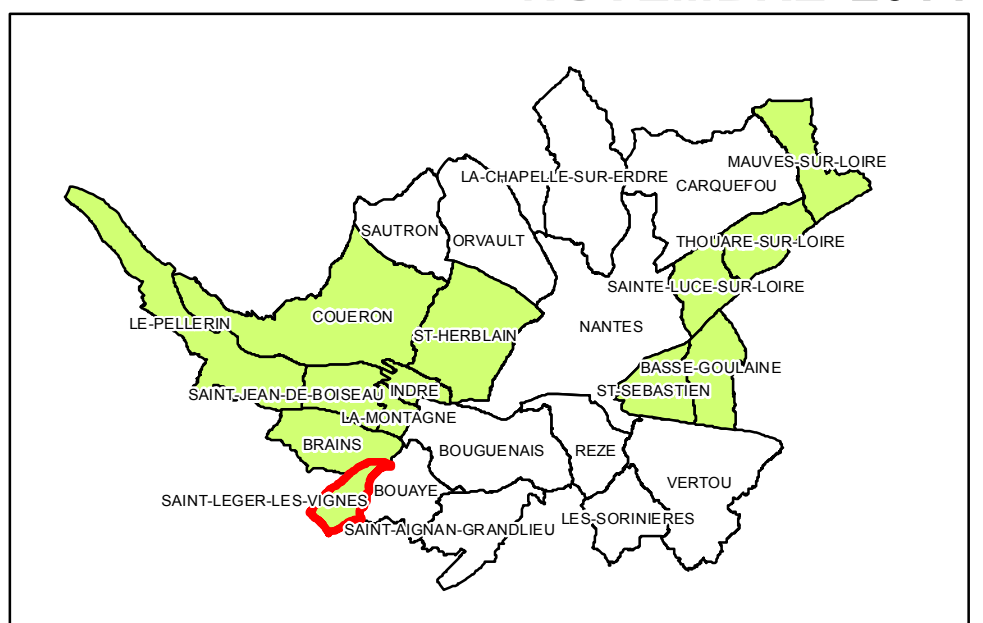 MAUVES-SUR-LOIRE
LA-CHAPELLE-SUR-ERDRE
CARQUEFOU
SAUTRON
ORVAULT
THOUARE-SUR-LOIRE
SAINTE-LUCE-SUR-LOIRE
COUERON
LE-PELLERIN
NANTES
ST-HERBLAIN
BASSE-GOULAINE
SAINT-JEAN-DE-BOISEAU
INDRE
ST-SEBASTIEN
LA-MONTAGNE
BRAINS
BOUGUENAIS
REZE
VERTOU
BOUAYE
SAINT-LEGER-LES-VIGNES
LES-SORINIERES
SAINT-AIGNAN-GRANDLIEU